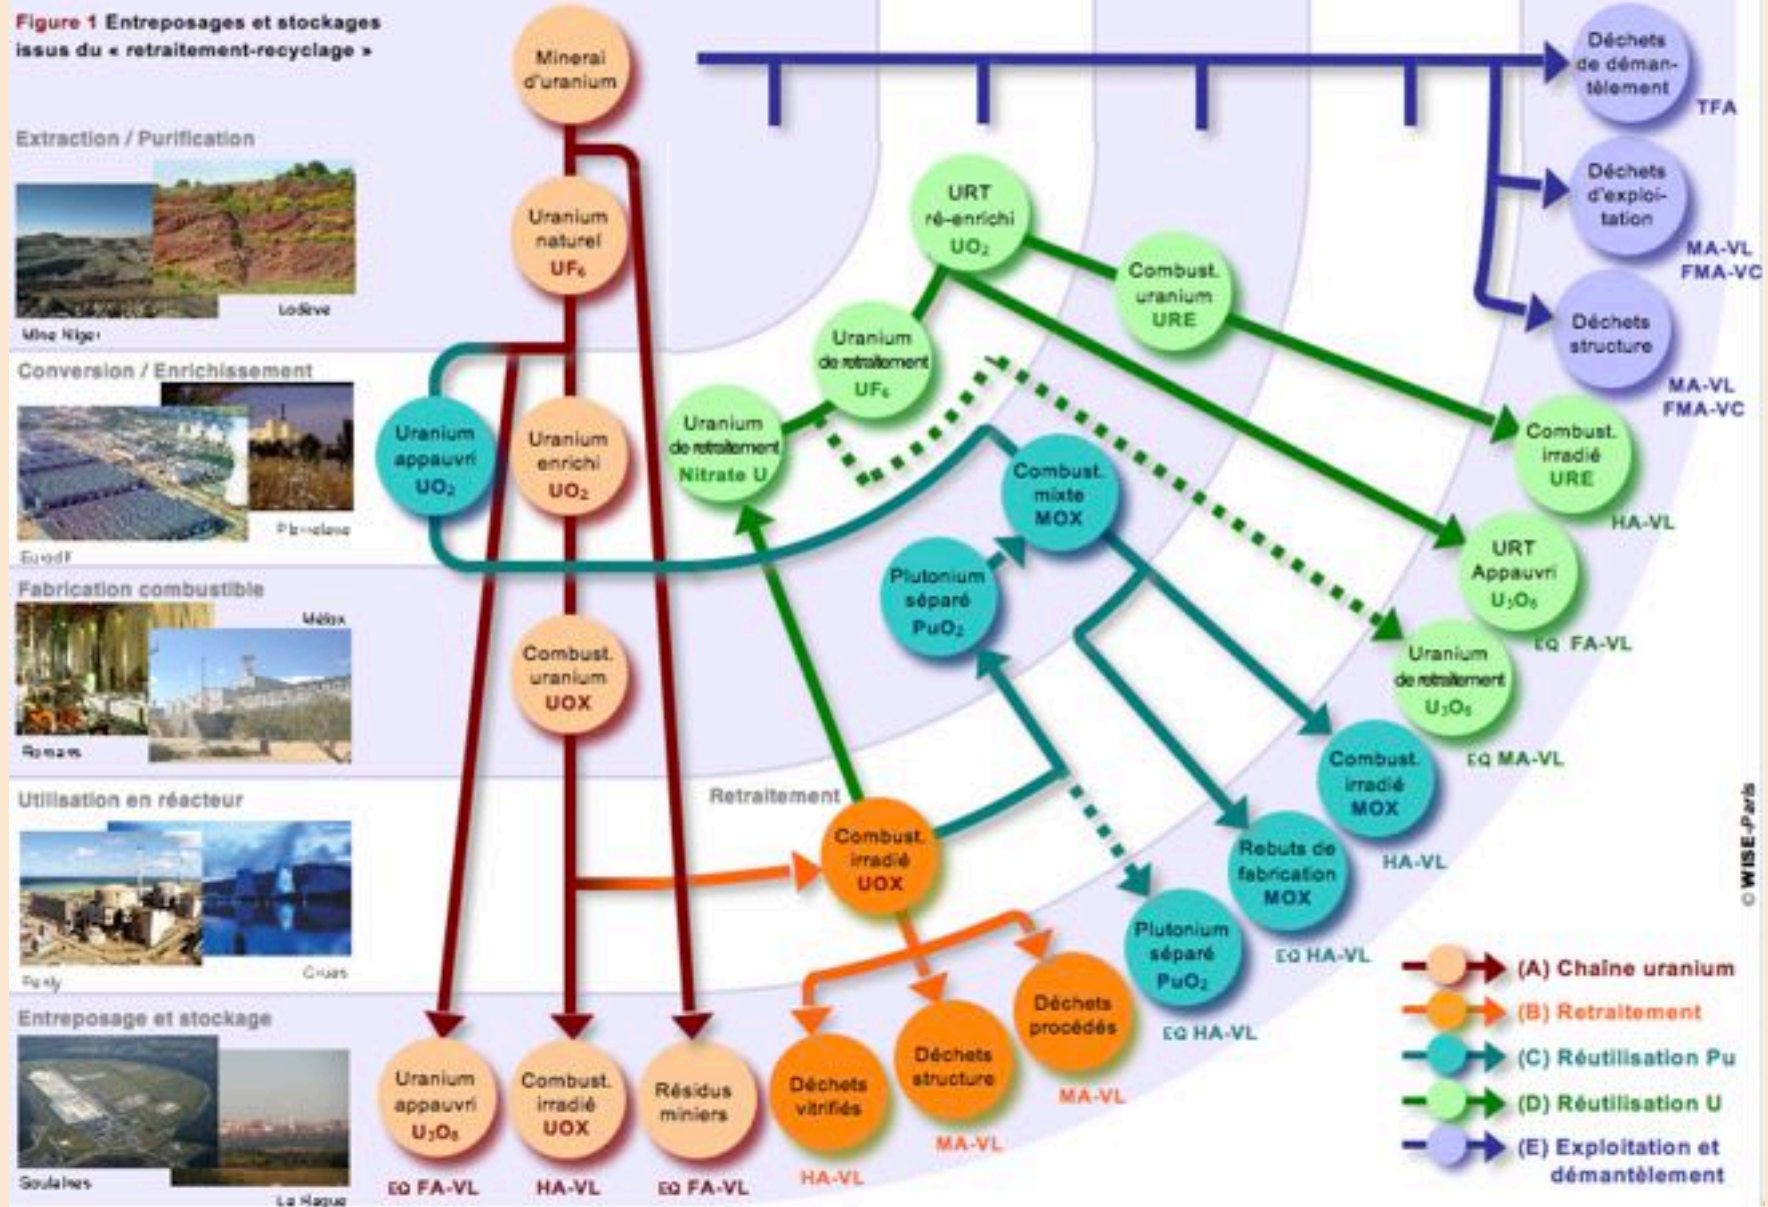 Figure 1 Entreposages et stockages
issus du « retraitement-recyclage »
Extraction / Purification
Lodève
Mine Niger
Conversion / Enrichissement
Eurodif
Fabrication combustible
Mélox
Romans
Utilisation en réacteur
Penly
Cruas
Entreposage et stockage
Soulaines
La Hague
Minerai
d'uranium
Uranium
naturel
UF₆
Uranium
appauvri
UO₂
Uranium
enrichi
UO₂
Combust.
uranium
UOX
Uranium
appauvri
U₃O₈
EQ FA-VL
Combust.
irradié
UOX
HA-VL
Résidus
miniers
EQ FA-VL
Retraitement
Combust.
irradié
UOX
Déchets
vitrifiés
HA-VL
Déchets
structure
MA-VL
Déchets
procédés
MA-VL
Uranium
de retraitement
Nitrate U
Uranium
de retraitement
UF₆
URT
ré-enrichi
UO₂
Combust.
uranium
URE
Combust.
irradié
URE
HA-VL
URT
Appauvri
U₃O₈
EQ FA-VL
Uranium
de retraitement
U₃O₈
EQ MA-VL
Combust.
mixte
MOX
Plutonium
séparé
PuO₂
Combust.
irradié
MOX
HA-VL
Rebuts de
fabrication
MOX
EQ HA-VL
Plutonium
séparé
PuO₂
EQ HA-VL
Déchets
de déman-
tèlement
TFA
Déchets
d'exploi-
tation
MA-VL
FMA-VC
Déchets
structure
MA-VL
FMA-VC
© WISE-Paris
(A) Chaîne uranium
(B) Retraitement
(C) Réutilisation Pu
(D) Réutilisation U
(E) Exploitation et
démantèlement